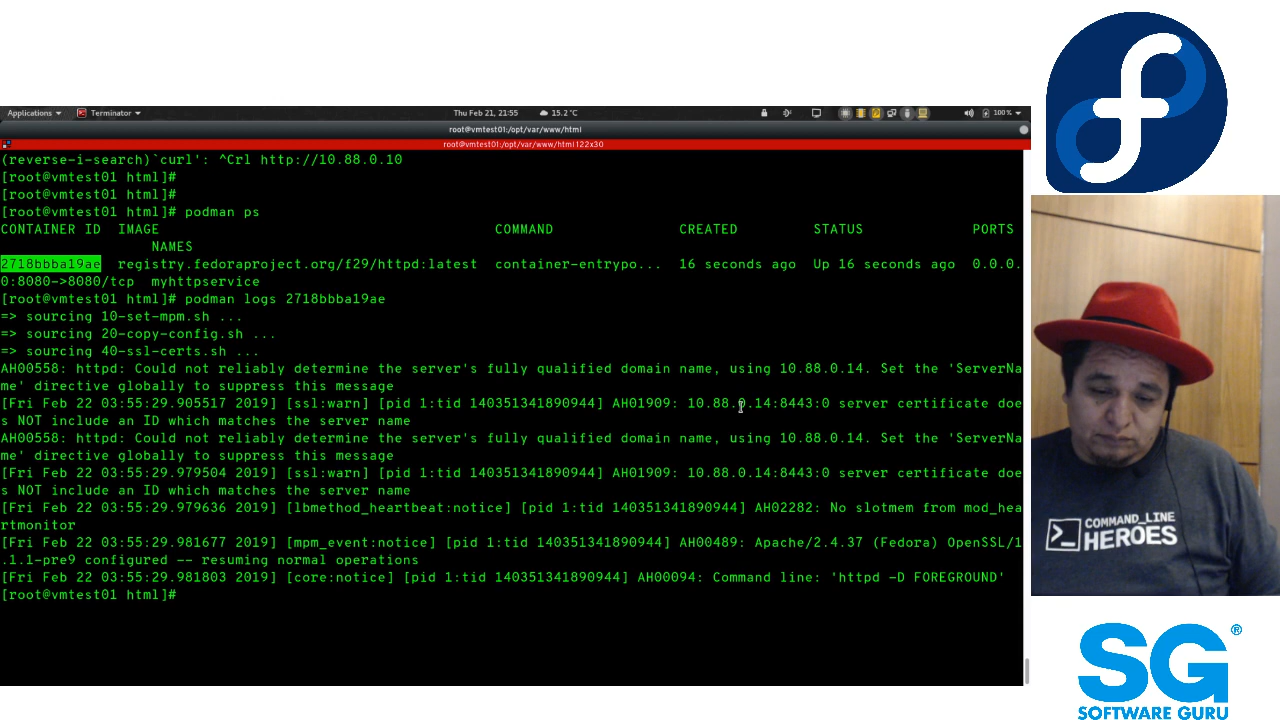 Applications
Terminator
Thu Feb 21, 21:55
15.2°C
100%
root@vmtest01:/opt/var/www/html
root@vmtest01:/opt/var/www/html 122x30
(reverse-i-search)`curl': ^Crl http://10.88.0.10
[root@vmtest01 html]#
[root@vmtest01 html]#
[root@vmtest01 html]# podman ps
CONTAINER ID  IMAGE                                        COMMAND               CREATED         STATUS             PORTS
NAMES
2718bbba19ae  registry.fedoraproject.org/f29/httpd:latest  container-entrypo...  16 seconds ago  Up 16 seconds ago  0.0.0.
0:8080->8080/tcp  myhttpservice
[root@vmtest01 html]# podman logs 2718bbba19ae
=> sourcing 10-set-mpm.sh ...
=> sourcing 20-copy-config.sh ...
=> sourcing 40-ssl-certs.sh ...
AH00558: httpd: Could not reliably determine the server's fully qualified domain name, using 10.88.0.14. Set the 'ServerNa
me' directive globally to suppress this message
[Fri Feb 22 03:55:29.905517 2019] [ssl:warn] [pid 1:tid 140351341890944] AH01909: 10.88.0.14:8443:0 server certificate doe
s NOT include an ID which matches the server name
AH00558: httpd: Could not reliably determine the server's fully qualified domain name, using 10.88.0.14. Set the 'ServerNa
me' directive globally to suppress this message
[Fri Feb 22 03:55:29.979504 2019] [ssl:warn] [pid 1:tid 140351341890944] AH01909: 10.88.0.14:8443:0 server certificate doe
s NOT include an ID which matches the server name
[Fri Feb 22 03:55:29.979636 2019] [lbmethod_heartbeat:notice] [pid 1:tid 140351341890944] AH02282: No slotmem from mod_hea
rtmonitor
[Fri Feb 22 03:55:29.981677 2019] [mpm_event:notice] [pid 1:tid 140351341890944] AH00489: Apache/2.4.37 (Fedora) OpenSSL/1
.1.1-pre9 configured -- resuming normal operations
[Fri Feb 22 03:55:29.981803 2019] [core:notice] [pid 1:tid 140351341890944] AH00094: Command line: 'httpd -D FOREGROUND'
[root@vmtest01 html]#
COMMAND_LINE
HEROES
SG®
SOFTWARE GURU